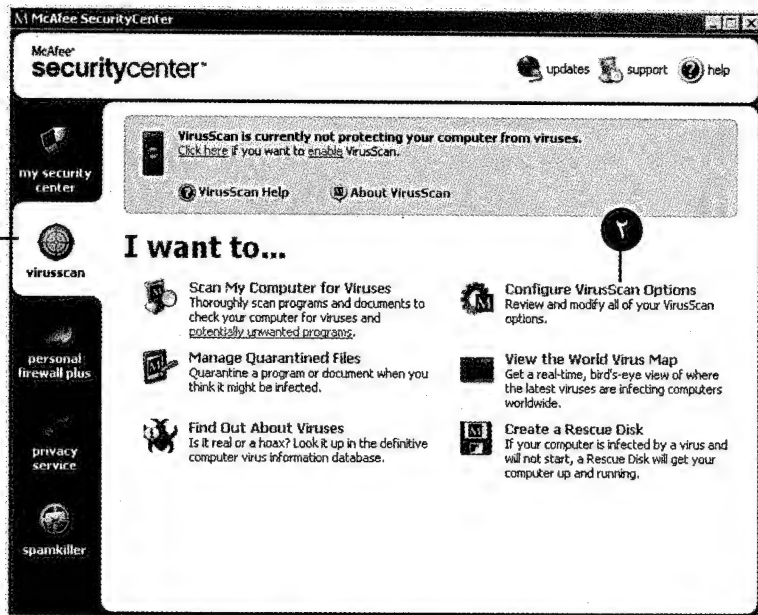 McAfee SecurityCenter
McAfee®
securitycenter™
updates support help
my security
center
virusscan
personal
firewall plus
privacy
service
spamkiller
VirusScan is currently not protecting your computer from viruses.
Click here if you want to enable VirusScan.
VirusScan Help About VirusScan
٢
I want to...
Scan My Computer for Viruses
Thoroughly scan programs and documents to
check your computer for viruses and
potentially unwanted programs.
Configure VirusScan Options
Review and modify all of your VirusScan
options.
Manage Quarantined Files
Quarantine a program or document when you
think it might be infected.
View the World Virus Map
Get a real-time, bird's-eye view of where
the latest viruses are infecting computers
worldwide.
Find Out About Viruses
Is it real or a hoax? Look it up in the definitive
computer virus information database.
Create a Rescue Disk
If your computer is infected by a virus and
will not start, a Rescue Disk will get your
computer up and running.